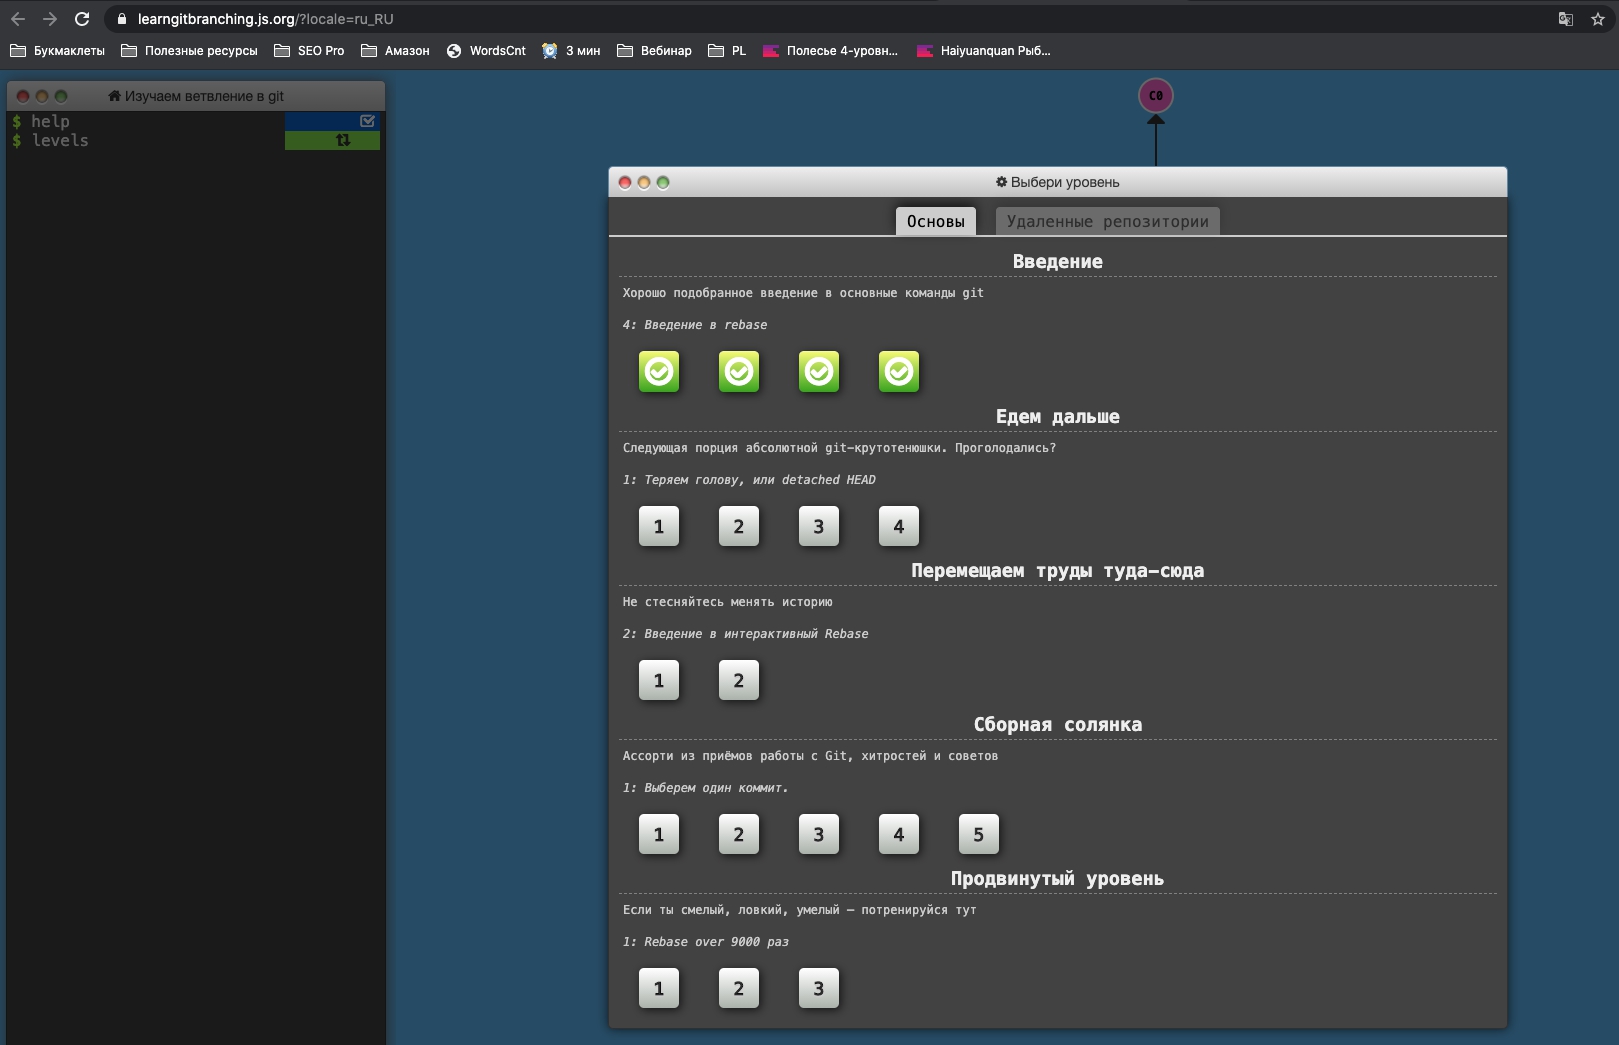 learngitbranching.js.org/?locale=ru_RU
Букмаклеты Полезные ресурсы SEO Pro Амазон WordsCnt 3 мин Вебинар PL Полесье 4-уровн... Haiyuanquan Рыб...
Изучаем ветвление в git
$ help
$ levels
C0
Выбери уровень
Основы Удаленные репозитории
Введение
Хорошо подобранное введение в основные команды git
4: Введение в rebase
Едем дальше
Следующая порция абсолютной git-крутотенюшки. Проголодались?
1: Теряем голову, или detached HEAD
1 2 3 4
Перемещаем труды туда-сюда
Не стесняйтесь менять историю
2: Введение в интерактивный Rebase
1 2
Сборная солянка
Ассорти из приёмов работы с Git, хитростей и советов
1: Выберем один коммит.
1 2 3 4 5
Продвинутый уровень
Если ты смелый, ловкий, умелый — потренируйся тут
1: Rebase over 9000 раз
1 2 3